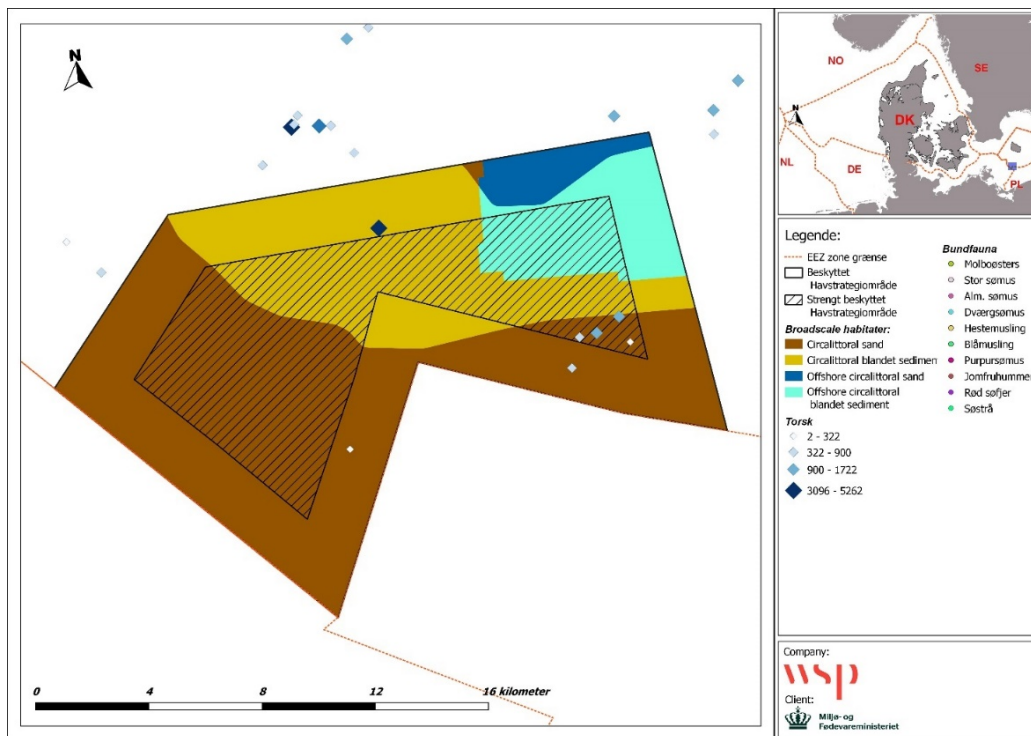 N
0 4 8 12 16 kilometer
NO
SE
N
DK
NL
DE
PL
Legende:
EEZ zone grænse
Beskyttet
Havstrategiområde
Strengt beskyttet
Havstrategiområde
Broadscale habitater:
Circalittoral sand
Circalittoral blandet sedimen
Offshore circalittoral sand
Offshore circalittoral
blandet sediment
Torsk
2 - 322
322 - 900
900 - 1722
3096 - 5262
Bundfauna
Molboøsters
Stor sømus
Alm. sømus
Dværgsømus
Hestemusling
Blåmusling
Purpursømus
Jomfruhummer
Rød søfjer
Søstrå
Company:
wsp
Client:
Miljø- og
Fødevareministeriet